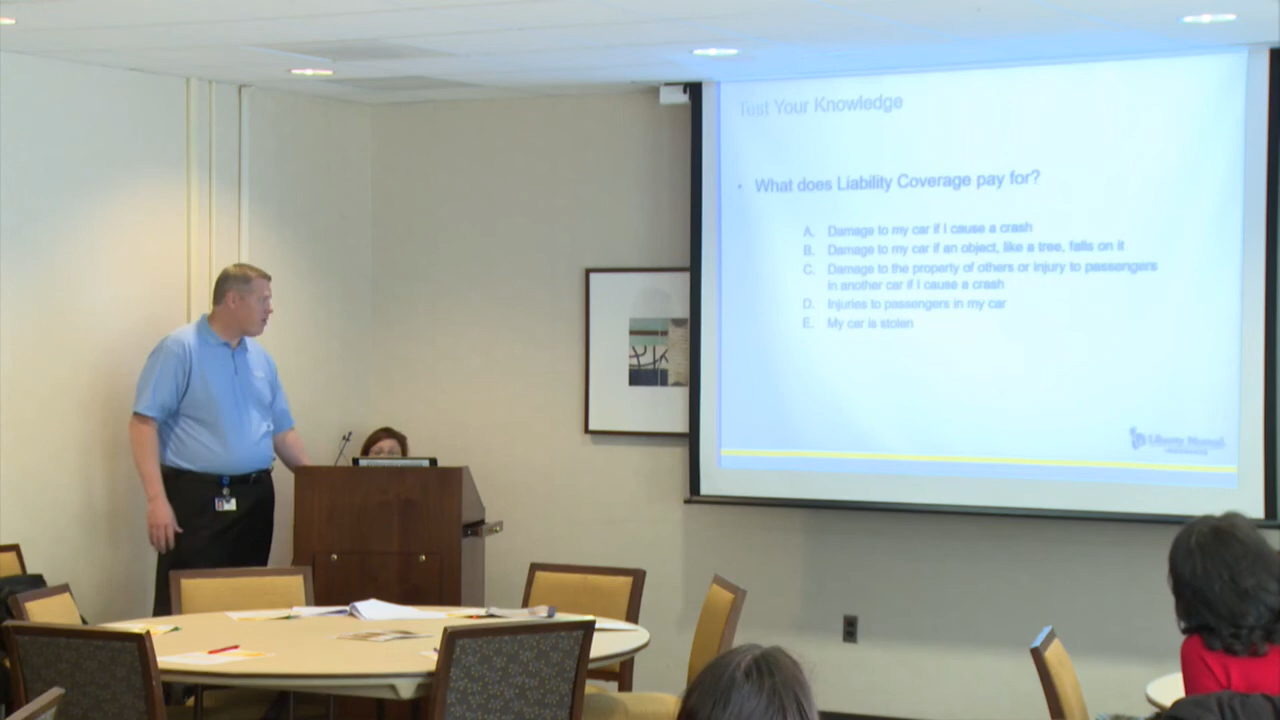 Test Your Knowledge
• What does Liability Coverage pay for?
A. Damage to my car if I cause a crash
B. Damage to my car if an object, like a tree, falls on it
C. Damage to the property of others or injury to passengers
in another car if I cause a crash
D. Injuries to passengers in my car
E. My car is stolen
Liberty Mutual